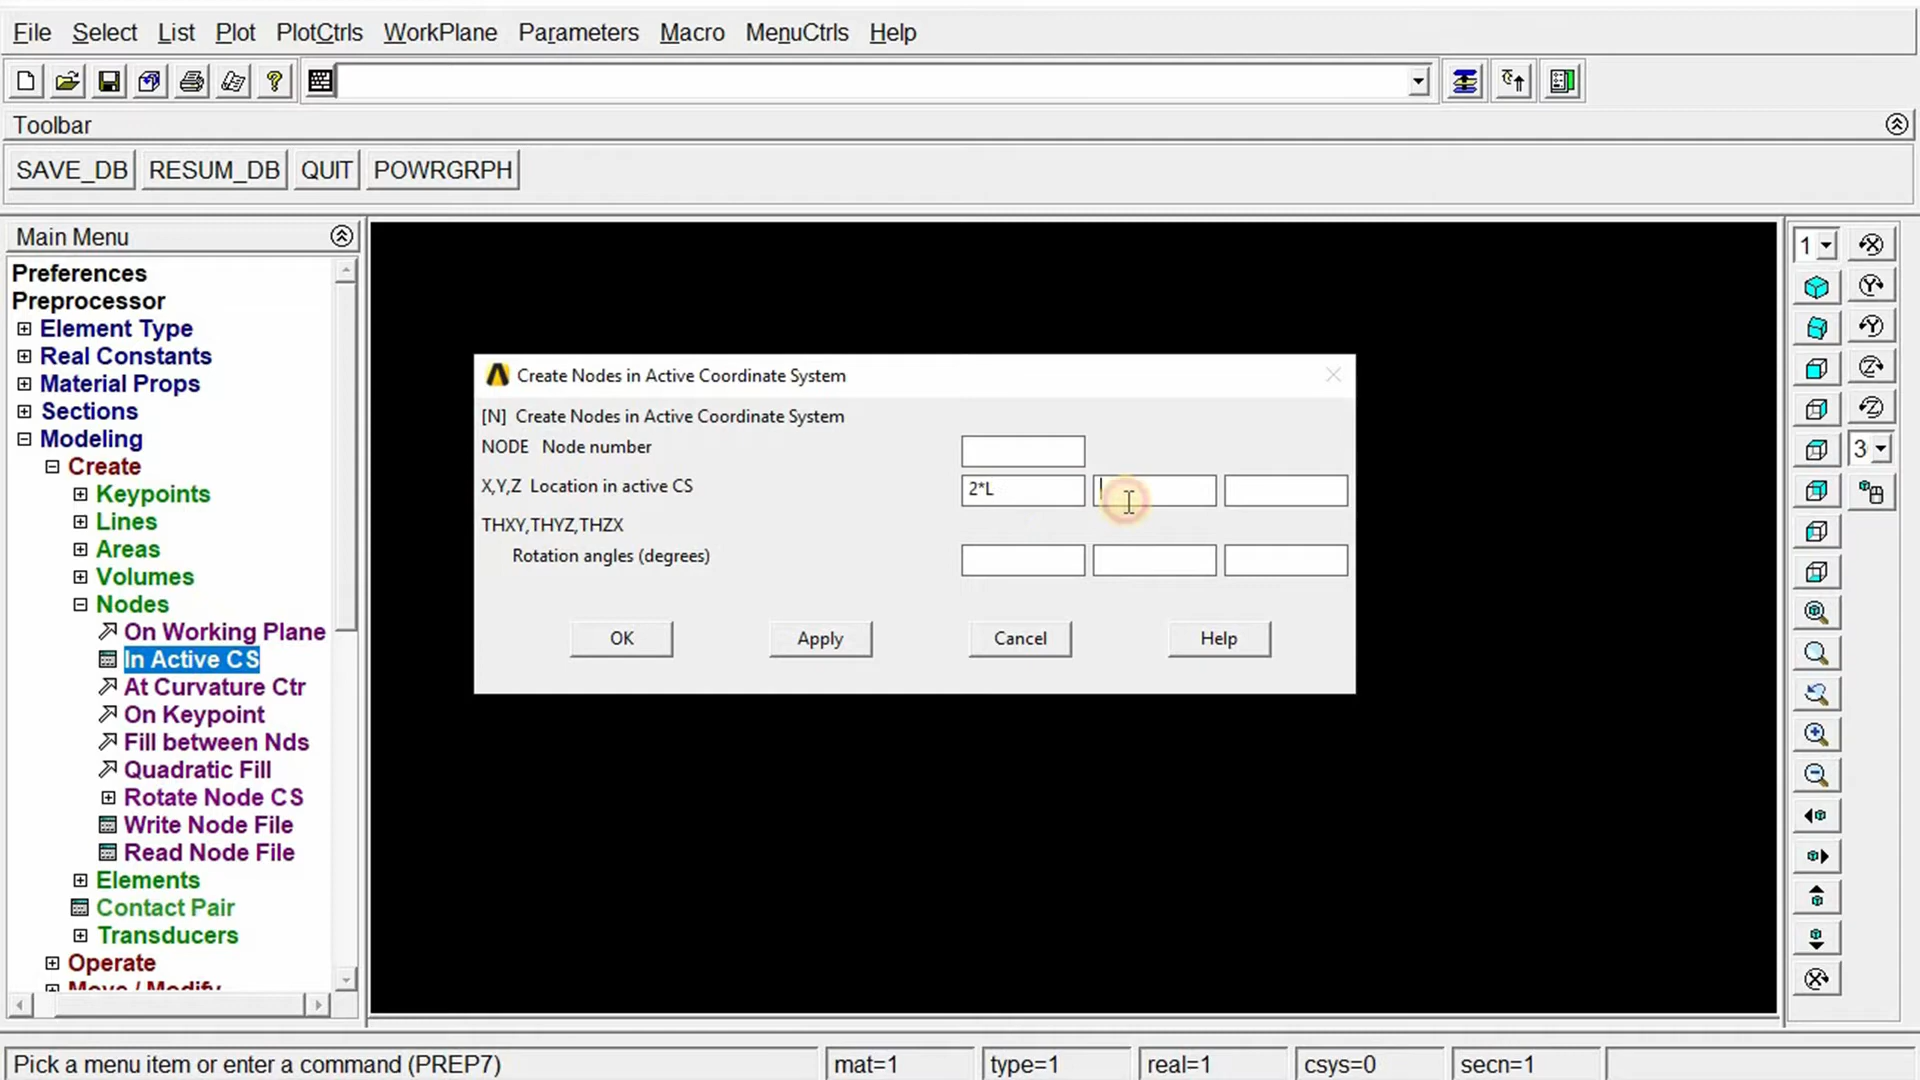 File Select List Plot PlotCtrls WorkPlane Parameters Macro MenuCtrls Help
Toolbar
SAVE_DB RESUM_DB QUIT POWRGRPH
Main Menu
Preferences
Preprocessor
Element Type
Real Constants
Material Props
Sections
Modeling
Create
Keypoints
Lines
Areas
Volumes
Nodes
On Working Plane
In Active CS
At Curvature Ctr
On Keypoint
Fill between Nds
Quadratic Fill
Rotate Node CS
Write Node File
Read Node File
Elements
Contact Pair
Transducers
Operate
Move / Modify
Create Nodes in Active Coordinate System
[N] Create Nodes in Active Coordinate System
NODE Node number
X,Y,Z Location in active CS 2*L
THXY,THYZ,THZX
Rotation angles (degrees)
OK Apply Cancel Help
1
3
Pick a menu item or enter a command (PREP7) mat=1 type=1 real=1 csys=0 secn=1